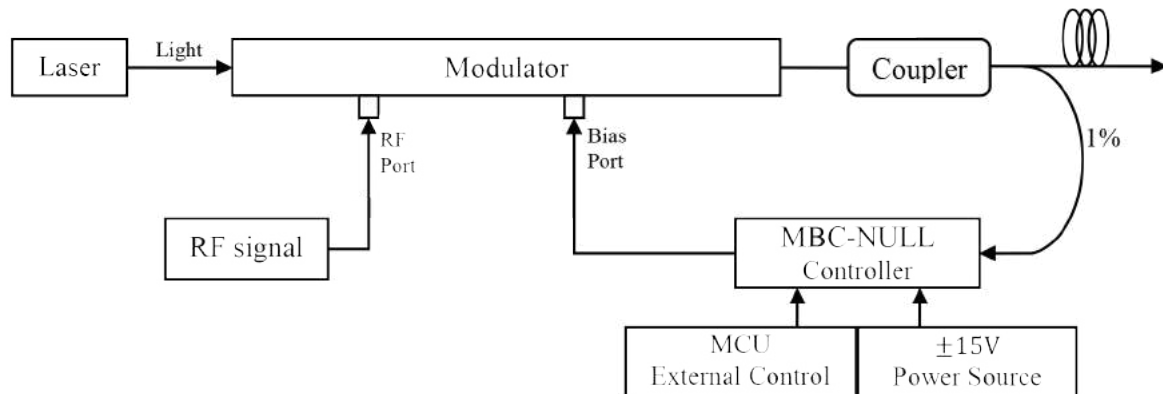 Laser
Light
Modulator
Coupler
RF
Port
Bias
Port
1%
RF signal
MBC-NULL
Controller
MCU
External Control
±15V
Power Source